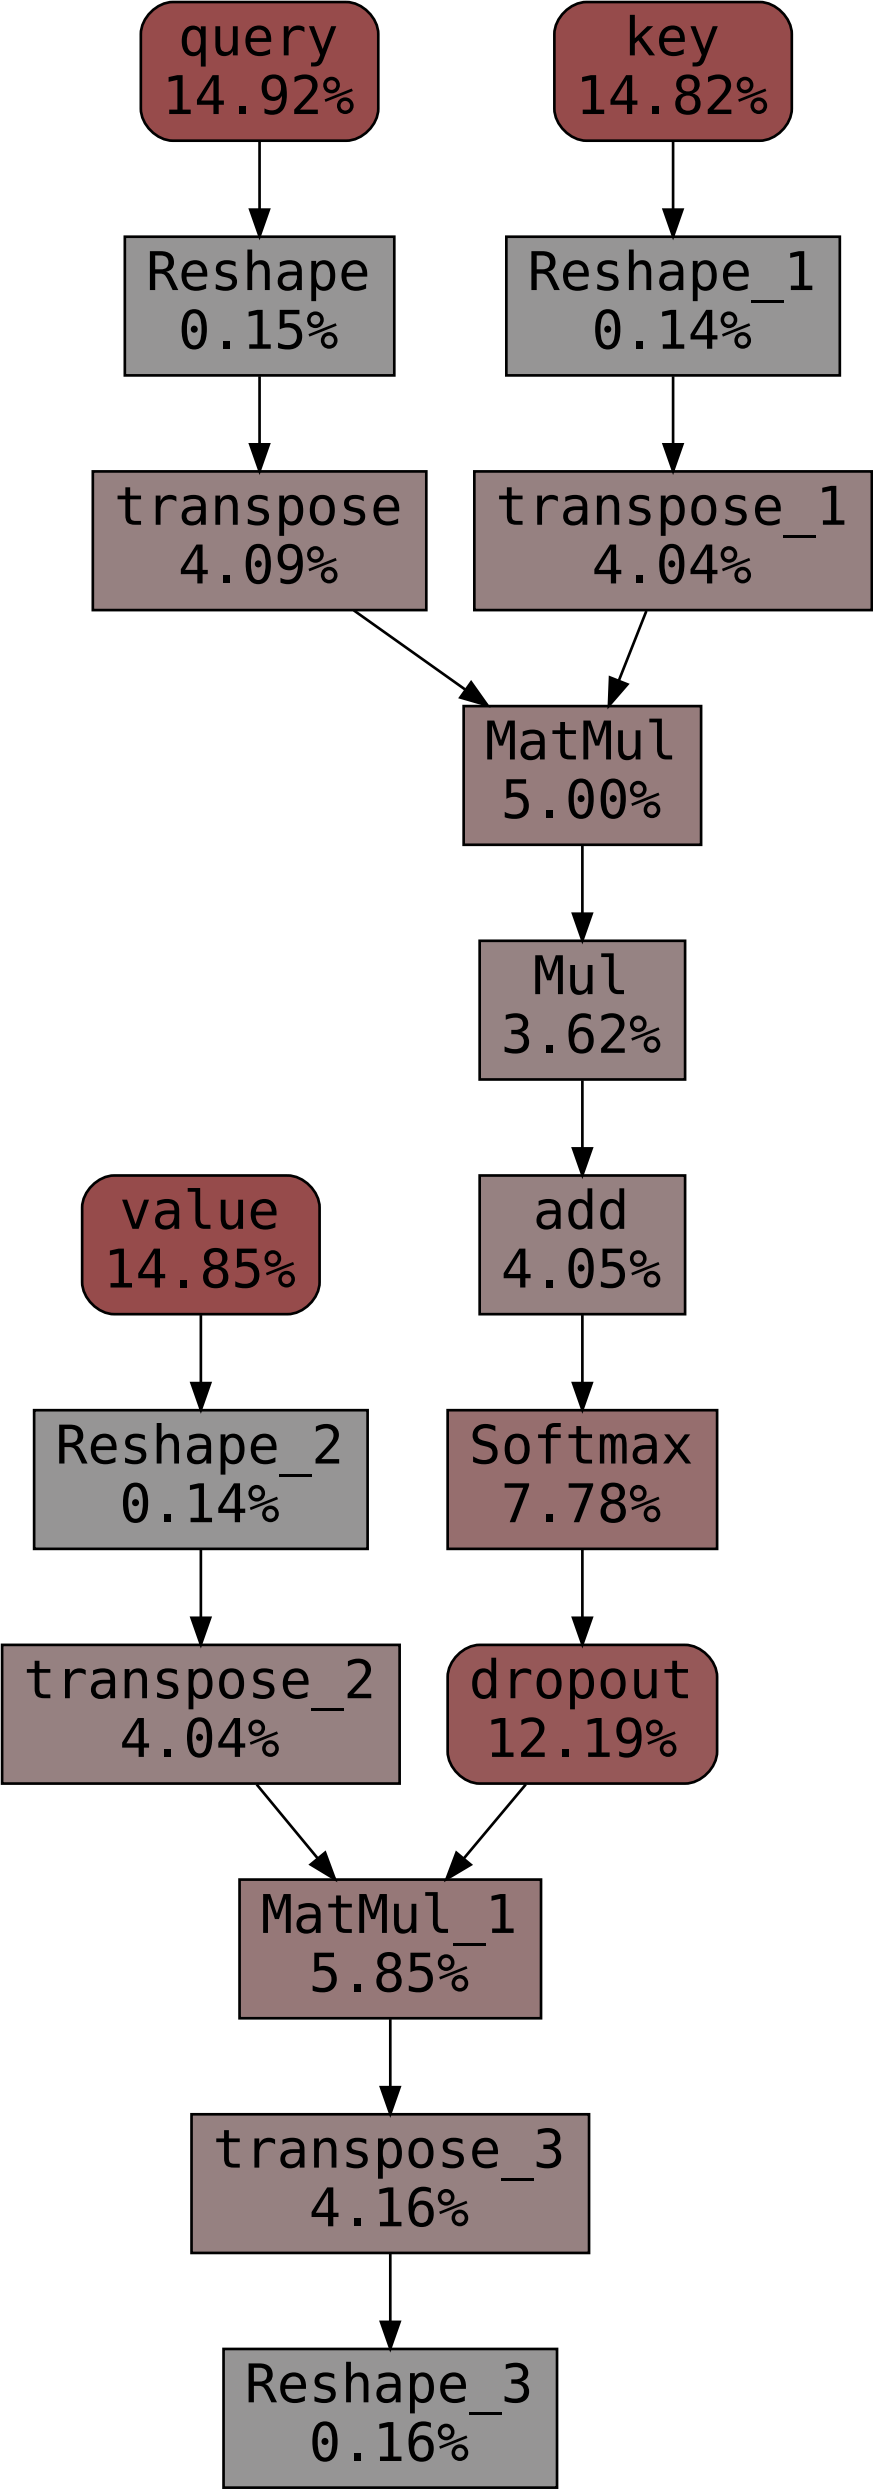 query
14.92%
key
14.82%
Reshape
0.15%
Reshape_1
0.14%
transpose
4.09%
transpose_1
4.04%
MatMul
5.00%
Mul
3.62%
value
14.85%
add
4.05%
Reshape_2
0.14%
Softmax
7.78%
transpose_2
4.04%
dropout
12.19%
MatMul_1
5.85%
transpose_3
4.16%
Reshape_3
0.16%